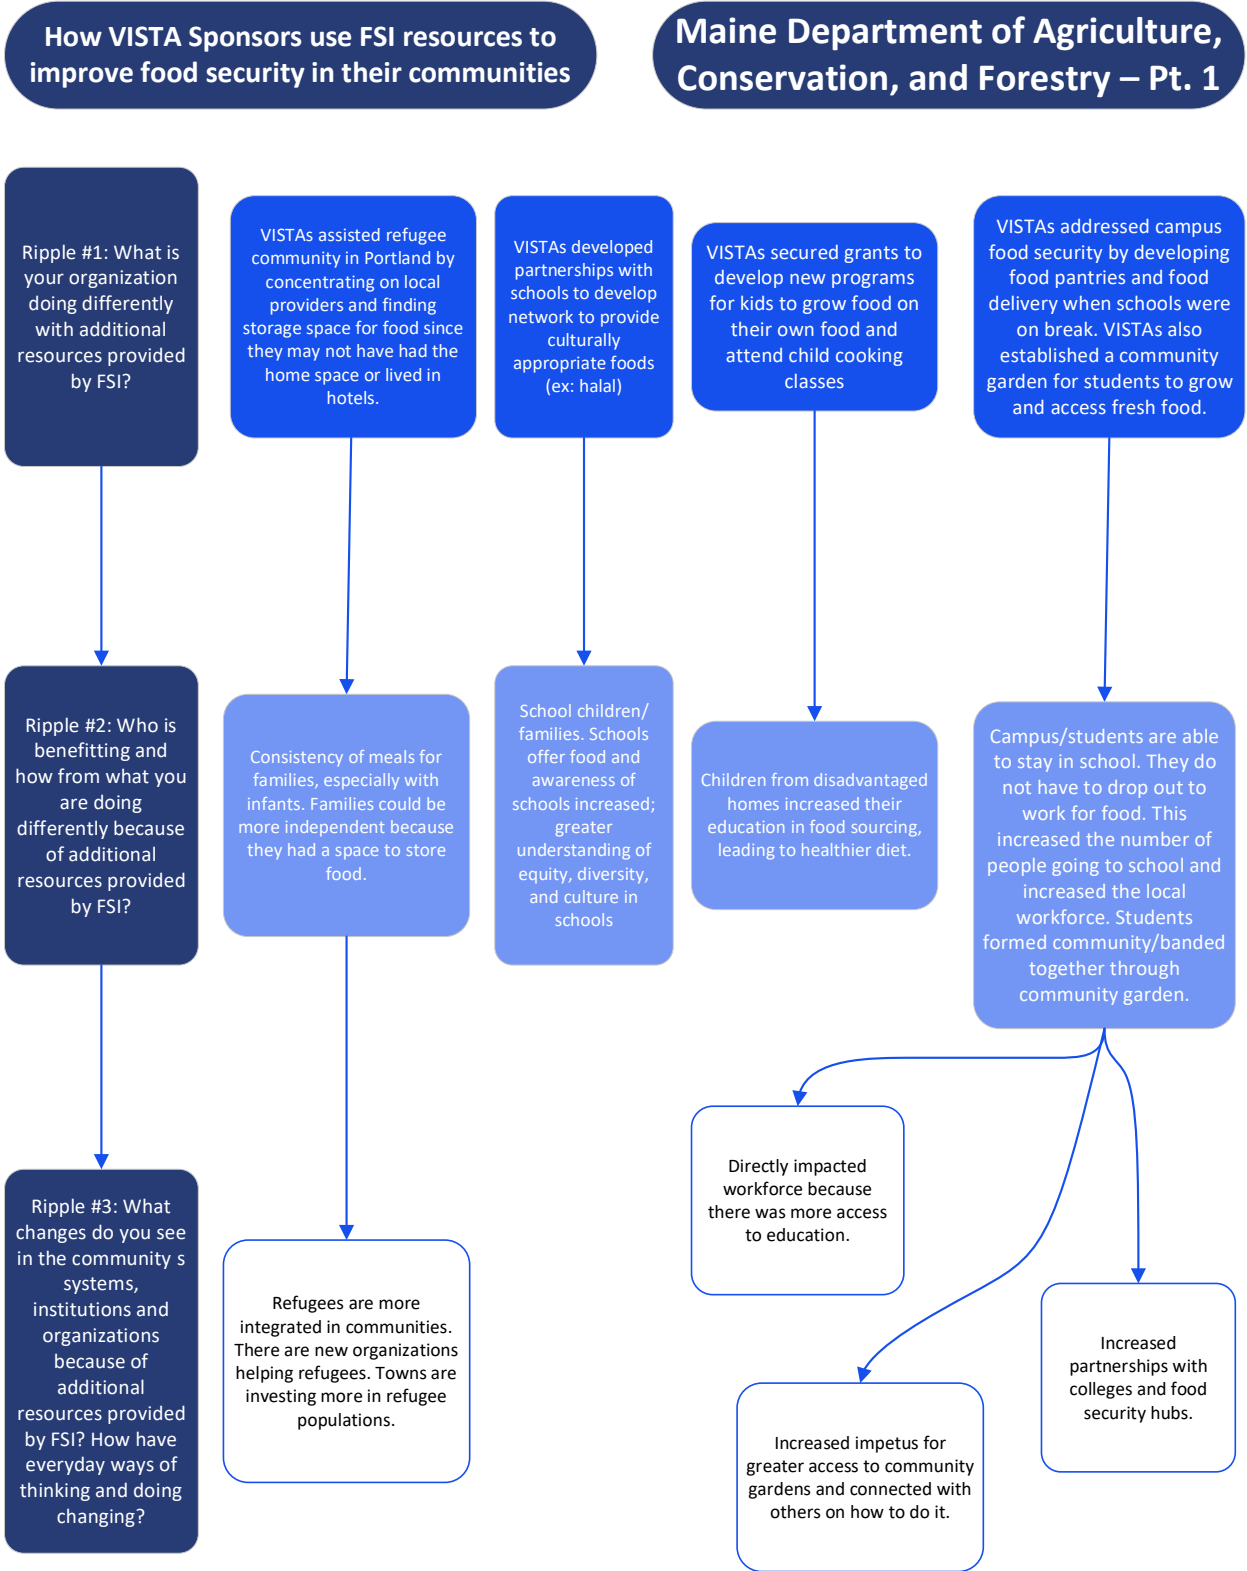 How VISTA Sponsors use FSI resources to
improve food security in their communities
Maine Department of Agriculture,
Conservation, and Forestry – Pt. 1
Ripple #1: What is
your organization
doing differently
with additional
resources provided
by FSI?
VISTAs assisted refugee
community in Portland by
concentrating on local
providers and finding
storage space for food since
they may not have had the
home space or lived in
hotels.
VISTAs developed
partnerships with
schools to develop
network to provide
culturally
appropriate foods
(ex: halal)
VISTAs secured grants to
develop new programs
for kids to grow food on
their own food and
attend child cooking
classes
VISTAs addressed campus
food security by developing
food pantries and food
delivery when schools were
on break. VISTAs also
established a community
garden for students to grow
and access fresh food.
Ripple #2: Who is
benefitting and
how from what you
are doing
differently because
of additional
resources provided
by FSI?
Consistency of meals for
families, especially with
infants. Families could be
more independent because
they had a space to store
food.
School children/
families. Schools
offer food and
awareness of
schools increased;
greater
understanding of
equity, diversity,
and culture in
schools
Children from disadvantaged
homes increased their
education in food sourcing,
leading to healthier diet.
Campus/students are able
to stay in school. They do
not have to drop out to
work for food. This
increased the number of
people going to school and
increased the local
workforce. Students
formed community/banded
together through
community garden.
Ripple #3: What
changes do you see
in the community s
systems,
institutions and
organizations
because of
additional
resources provided
by FSI? How have
everyday ways of
thinking and doing
changing?
Refugees are more
integrated in communities.
There are new organizations
helping refugees. Towns are
investing more in refugee
populations.
Directly impacted
workforce because
there was more access
to education.
Increased impetus for
greater access to community
gardens and connected with
others on how to do it.
Increased
partnerships with
colleges and food
security hubs.